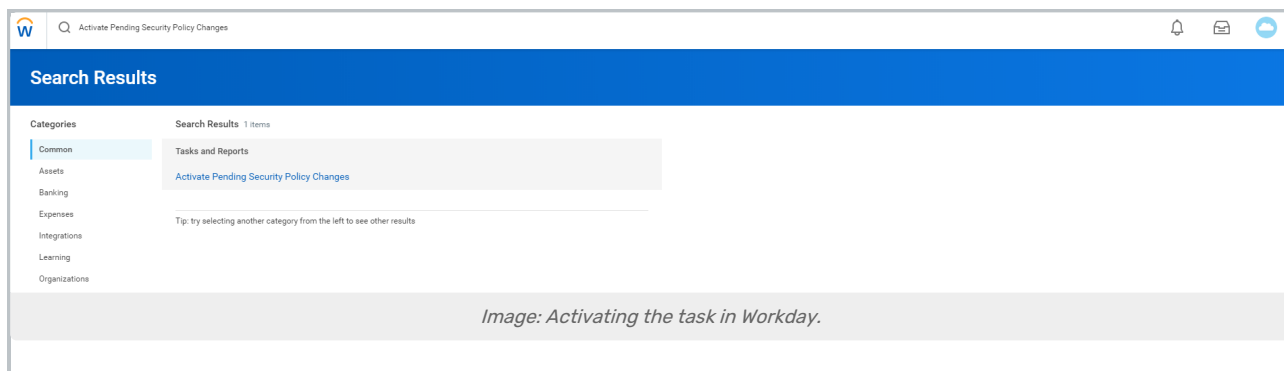 W
Activate Pending Security Policy Changes
Search Results
Categories
Common
Assets
Banking
Expenses
Integrations
Learning
Organizations
Search Results 1 items
Tasks and Reports
Activate Pending Security Policy Changes
Tip: try selecting another category from the left to see other results
Image: Activating the task in Workday.